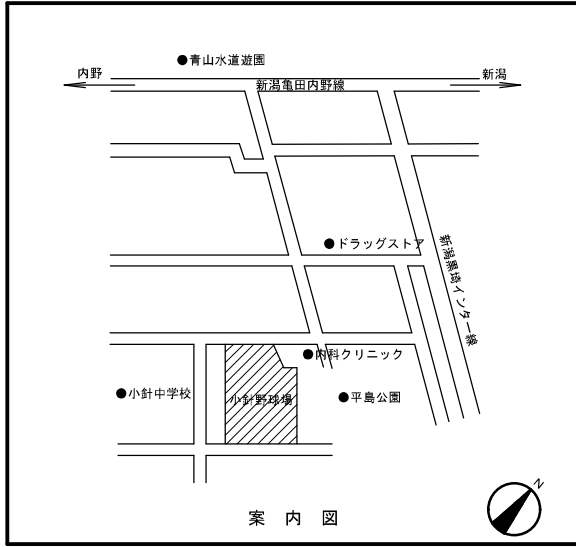 青山水道遊園
内野
新潟
新潟亀田内野線
ドラッグストア
新潟黒埼インター線
内科クリニック
小針中学校
小針野球場
平島公園
案内図
N